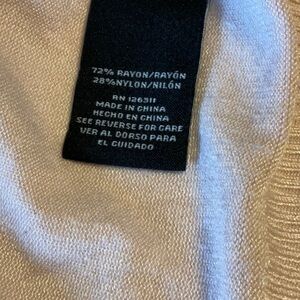 72% RAYON/RAYÓN
28%NYLON/NILÓN
RN 126311
MADE IN CHINA
HECHO EN CHINA
SEE REVERSE FOR CARE
VER AL DORSO PARA
EL CUIDADO